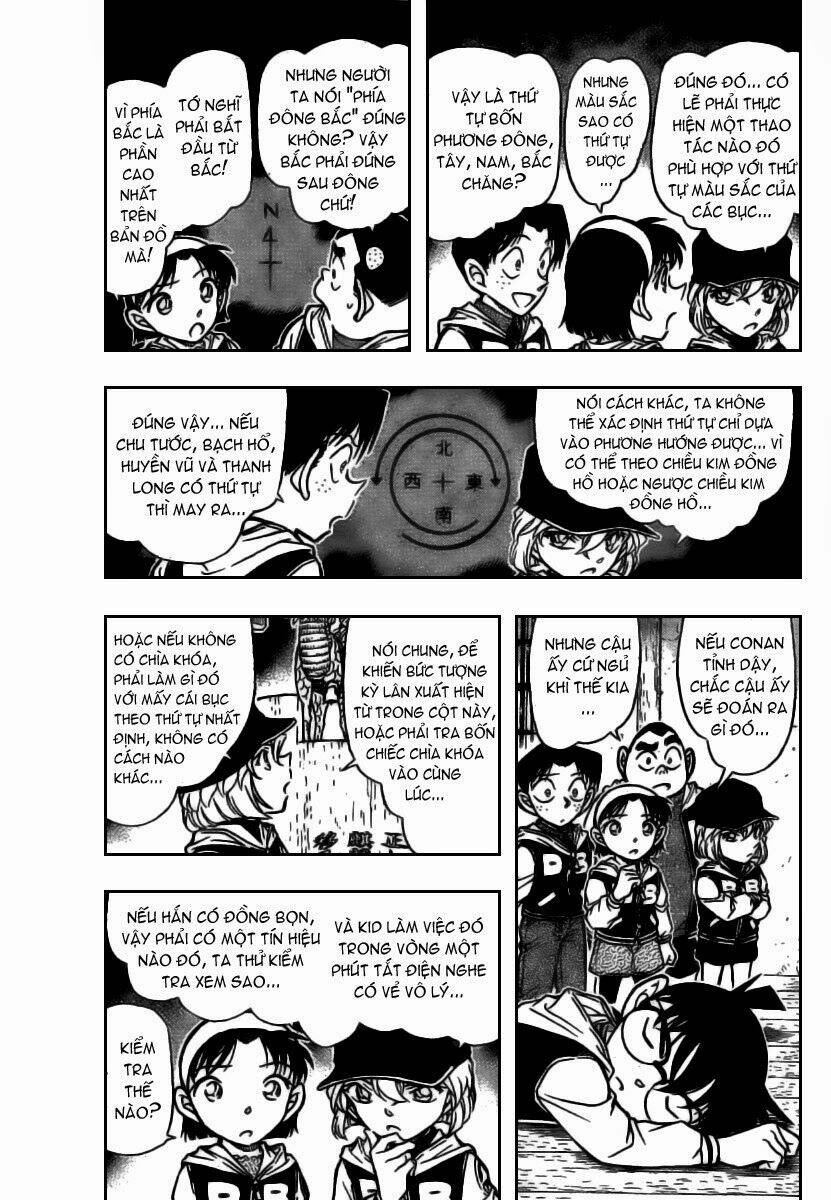 ĐÚNG ĐÓ... CÓ
LẼ PHẢI THỰC
HIỆN MỘT THAO
TÁC NÀO ĐÓ
PHÙ HỢP VỚI THỨ
TỰ MÀU SẮC CỦA
CÁC BỤC...
NHƯNG
MÀU SẮC
SAO CÓ
THỨ TỰ
ĐƯỢC
...
VẬY LÀ THỨ
TỰ BỐN
PHƯƠNG ĐÔNG,
TÂY, NAM, BẮC
CHĂNG?
NHƯNG NGƯỜI
TA NÓI "PHÍA
ĐÔNG BẮC" ĐÚNG
KHÔNG? VẬY
BẮC PHẢI ĐỨNG
SAU ĐÔNG
CHỨ!
TỚ NGHĨ
PHẢI BẮT
ĐẦU TỪ
BẮC!
VÌ PHÍA
BẮC LÀ
PHẦN
CAO
NHẤT
TRÊN
BẢN ĐỒ
MÀ!
N
NÓI CÁCH KHÁC, TA KHÔNG
THỂ XÁC ĐỊNH THỨ TỰ CHỈ DỰA
VÀO PHƯƠNG HƯỚNG ĐƯỢC... VÌ
CÓ THỂ THEO CHIỀU KIM ĐỒNG
HỒ HOẶC NGƯỢC CHIỀU KIM
ĐỒNG HỒ...
北
西 東
南
ĐÚNG VẬY... NẾU
CHU TƯỚC, BẠCH HỔ,
HUYỀN VŨ VÀ THANH
LONG CÓ THỨ TỰ
THÌ MAY RA...
NẾU CONAN
TỈNH DẬY,
CHẮC CẬU ẤY
SẼ ĐOÁN RA
GÌ ĐÓ...
NHƯNG CẬU
ẤY CỨ NGỦ
KHÌ THẾ KIA
...
B
B
B
NÓI CHUNG, ĐỂ
KHIẾN BỨC TƯỢNG
KỲ LÂN XUẤT HIỆN
TỪ TRONG CỘT NÀY,
HOẶC PHẢI TRA BỐN
CHIẾC CHÌA KHÓA
VÀO CÙNG
LÚC...
HOẶC NẾU KHÔNG
CÓ CHÌA KHÓA,
PHẢI LÀM GÌ ĐÓ
VỚI MẤY CÁI BỤC
THEO THỨ TỰ NHẤT
ĐỊNH, KHÔNG CÓ
CÁCH NÀO
KHÁC...
VÀ KID LÀM VIỆC ĐÓ
TRONG VÒNG MỘT
PHÚT TẮT ĐIỆN NGHE
CÓ VẺ VÔ LÝ...
NẾU HẮN CÓ ĐỒNG BỌN,
VẬY PHẢI CÓ MỘT TÍN HIỆU
NÀO ĐÓ, TA THỬ KIỂM
TRA XEM SAO...
KIỂM
TRA THẾ
NÀO?
B B